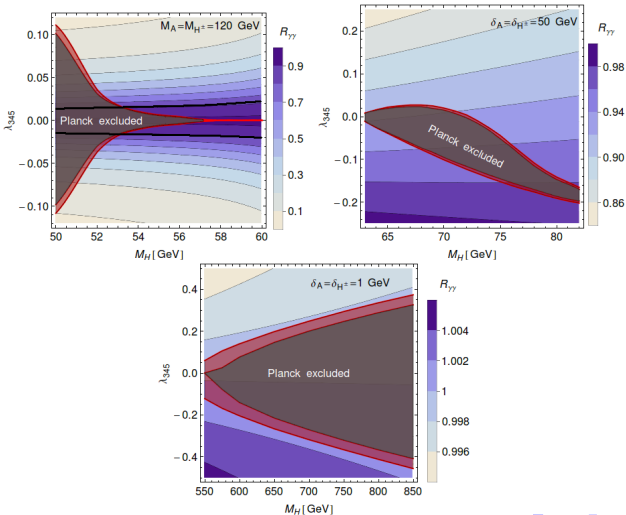 M_A=M_H±=120 GeV
R_γγ
0.10
0.05
0.00
−0.05
−0.10
λ_345
Planck excluded
0.9
0.7
0.5
0.3
0.1
50 52 54 56 58 60
M_H [GeV]
δ_A=δ_H±=50 GeV
R_γγ
0.2
0.1
0.0
−0.1
−0.2
λ_345
Planck excluded
0.98
0.94
0.90
0.86
65 70 75 80
M_H [GeV]
δ_A=δ_H±=1 GeV
R_γγ
0.4
0.2
0.0
−0.2
−0.4
λ_345
Planck excluded
1.004
1.002
1
0.998
0.996
550 600 650 700 750 800 850
M_H [GeV]